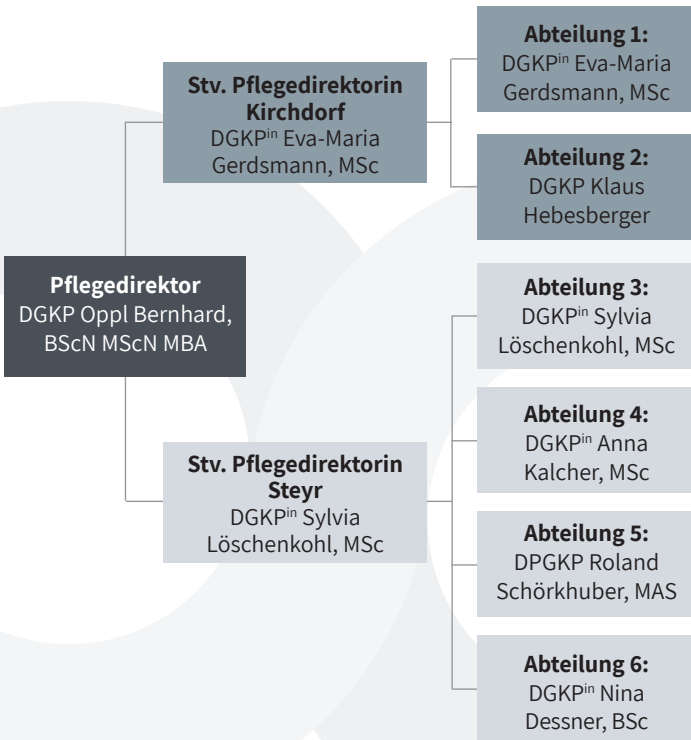 Pflegedirektor
DGKP Oppl Bernhard,
BScN MScN MBA
Stv. Pflegedirektorin
Kirchdorf
DGKPin Eva-Maria
Gerdsmann, MSc
Abteilung 1:
DGKPin Eva-Maria
Gerdsmann, MSc
Abteilung 2:
DGKP Klaus
Hebesberger
Stv. Pflegedirektorin
Steyr
DGKPin Sylvia
Löschenkohl, MSc
Abteilung 3:
DGKPin Sylvia
Löschenkohl, MSc
Abteilung 4:
DGKPin Anna
Kalcher, MSc
Abteilung 5:
DPGKP Roland
Schörkhuber, MAS
Abteilung 6:
DGKPin Nina
Dessner, BSc